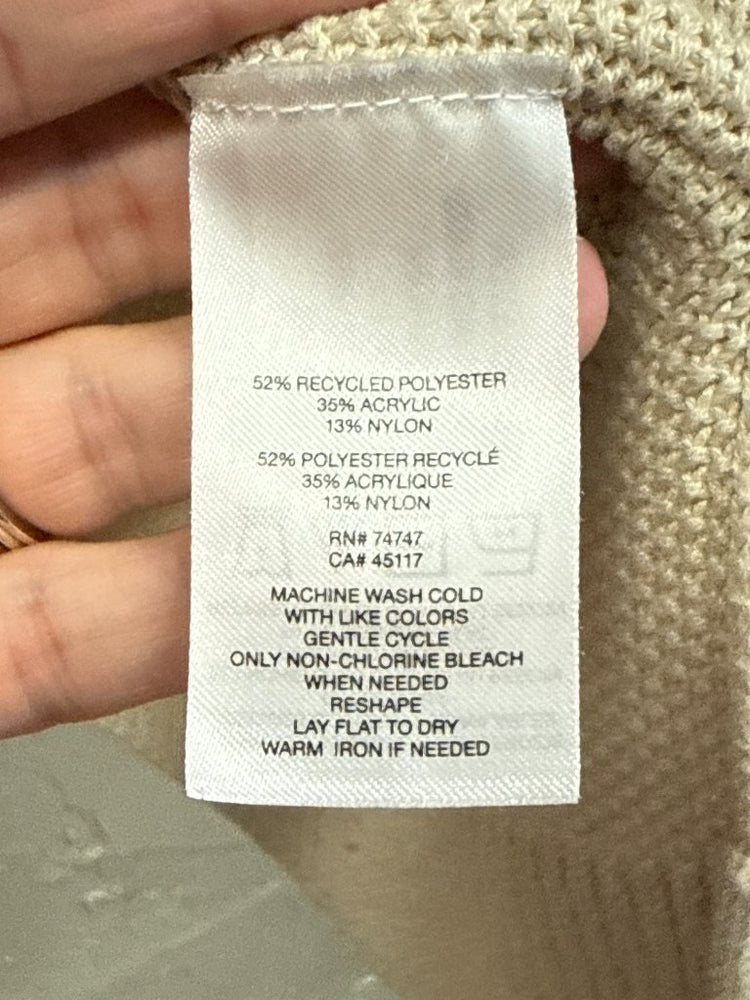 52% RECYCLED POLYESTER
35% ACRYLIC
13% NYLON
52% POLYESTER RECYCLÉ
35% ACRYLIQUE
13% NYLON
RN# 74747
CA# 45117
MACHINE WASH COLD
WITH LIKE COLORS
GENTLE CYCLE
ONLY NON-CHLORINE BLEACH
WHEN NEEDED
RESHAPE
LAY FLAT TO DRY
WARM IRON IF NEEDED